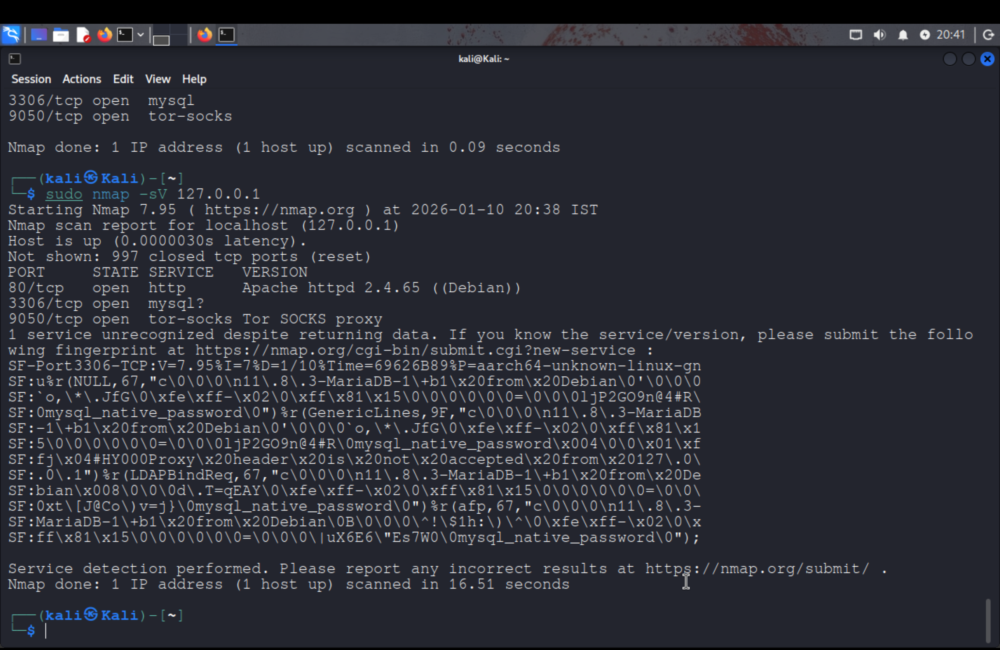 20:41
kali@Kali: ~
Session Actions Edit View Help
3306/tcp open  mysql
9050/tcp open  tor-socks
Nmap done: 1 IP address (1 host up) scanned in 0.09 seconds
┌──(kali㉿Kali)-[~]
└─$ sudo nmap -sV 127.0.0.1
Starting Nmap 7.95 ( https://nmap.org ) at 2026-01-10 20:38 IST
Nmap scan report for localhost (127.0.0.1)
Host is up (0.0000030s latency).
Not shown: 997 closed tcp ports (reset)
PORT     STATE SERVICE   VERSION
80/tcp   open  http      Apache httpd 2.4.65 ((Debian))
3306/tcp open  mysql?
9050/tcp open  tor-socks Tor SOCKS proxy
1 service unrecognized despite returning data. If you know the service/version, please submit the follo
wing fingerprint at https://nmap.org/cgi-bin/submit.cgi?new-service :
SF-Port3306-TCP:V=7.95%I=7%D=1/10%Time=69626B89%P=aarch64-unknown-linux-gn
SF:u%r(NULL,67,"c\0\0\0\n11\.8\.3-MariaDB-1\+b1\x20from\x20Debian\0'\0\0\0
SF:`o,\*\.JfG\0\xfe\xff-\x02\0\xff\x81\x15\0\0\0\0\0\0=\0\0\0ljP2GO9n@4#R\
SF:0mysql_native_password\0")%r(GenericLines,9F,"c\0\0\0\n11\.8\.3-MariaDB
SF:-1\+b1\x20from\x20Debian\0'\0\0\0`o,\*\.JfG\0\xfe\xff-\x02\0\xff\x81\x1
SF:5\0\0\0\0\0\0=\0\0\0ljP2GO9n@4#R\0mysql_native_password\x004\0\0\x01\xf
SF:fj\x04#HY000Proxy\x20header\x20is\x20not\x20accepted\x20from\x20127\.0\
SF:.0\.1")%r(LDAPBindReq,67,"c\0\0\0\n11\.8\.3-MariaDB-1\+b1\x20from\x20De
SF:bian\x008\0\0\0d\.T=qEAY\0\xfe\xff-\x02\0\xff\x81\x15\0\0\0\0\0\0=\0\0\
SF:0xt\[J@Co\)v=j}\0mysql_native_password\0")%r(afp,67,"c\0\0\0\n11\.8\.3-
SF:MariaDB-1\+b1\x20from\x20Debian\0B\0\0\0\^!\$1h:\)\^\0\xfe\xff-\x02\0\x
SF:ff\x81\x15\0\0\0\0\0\0=\0\0\0\|uX6E6\"Es7W0\0mysql_native_password\0");
Service detection performed. Please report any incorrect results at https://nmap.org/submit/ .
Nmap done: 1 IP address (1 host up) scanned in 16.51 seconds
┌──(kali㉿Kali)-[~]
└─$